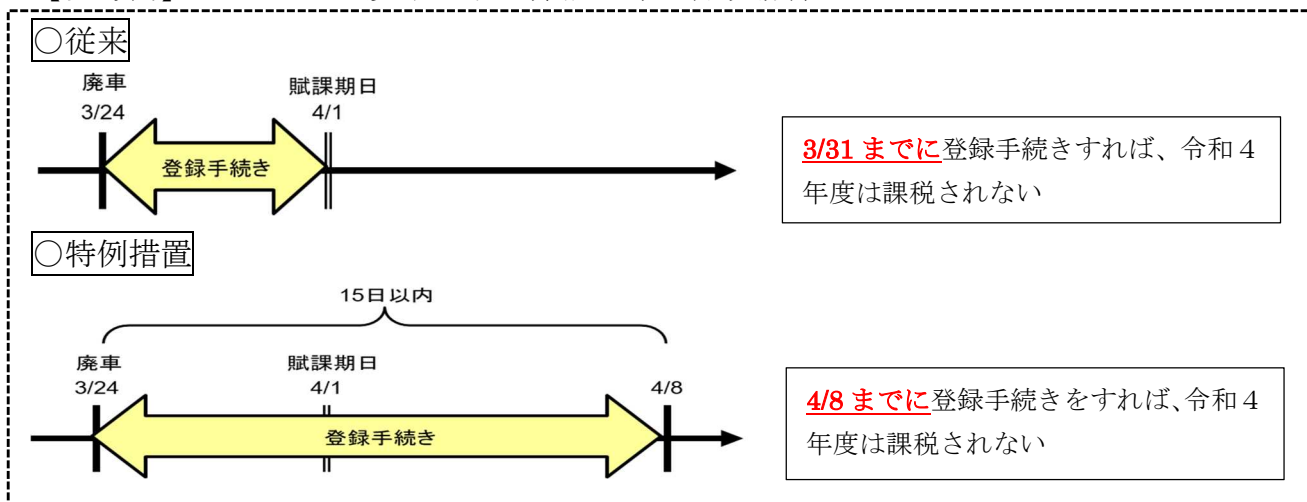 ○従来
廃車
3/24
賦課期日
4/1
登録手続き
3/31 までに登録手続きすれば、令和４
年度は課税されない
○特例措置
15日以内
廃車
3/24
賦課期日
4/1
4/8
登録手続き
4/8 までに登録手続きをすれば、令和４
年度は課税されない